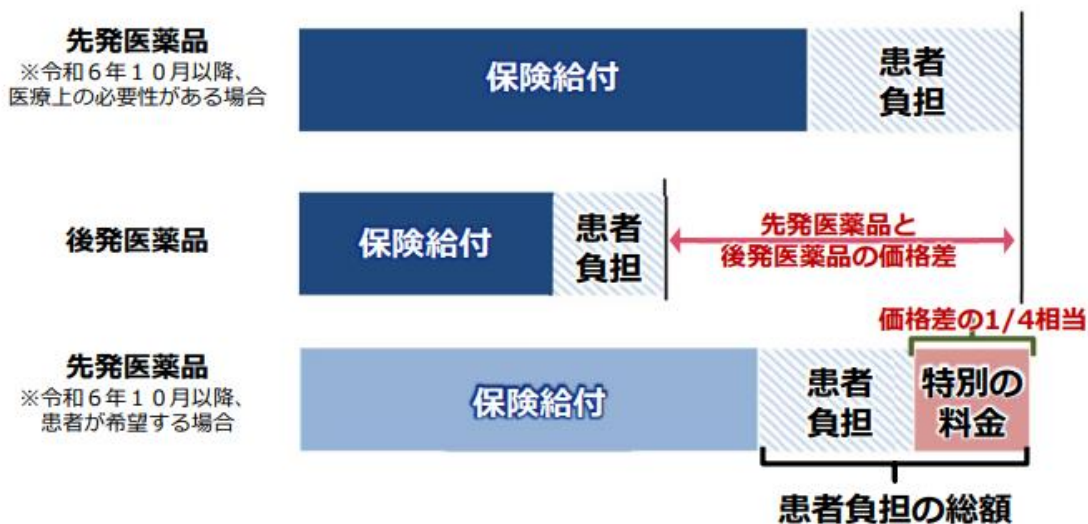 先発医薬品
※令和6年10月以降、
医療上の必要性がある場合
保険給付
患者
負担
後発医薬品
保険給付
患者
負担
先発医薬品と
後発医薬品の価格差
価格差の1/4相当
先発医薬品
※令和6年10月以降、
患者が希望する場合
保険給付
患者
負担
特別の
料金
患者負担の総額